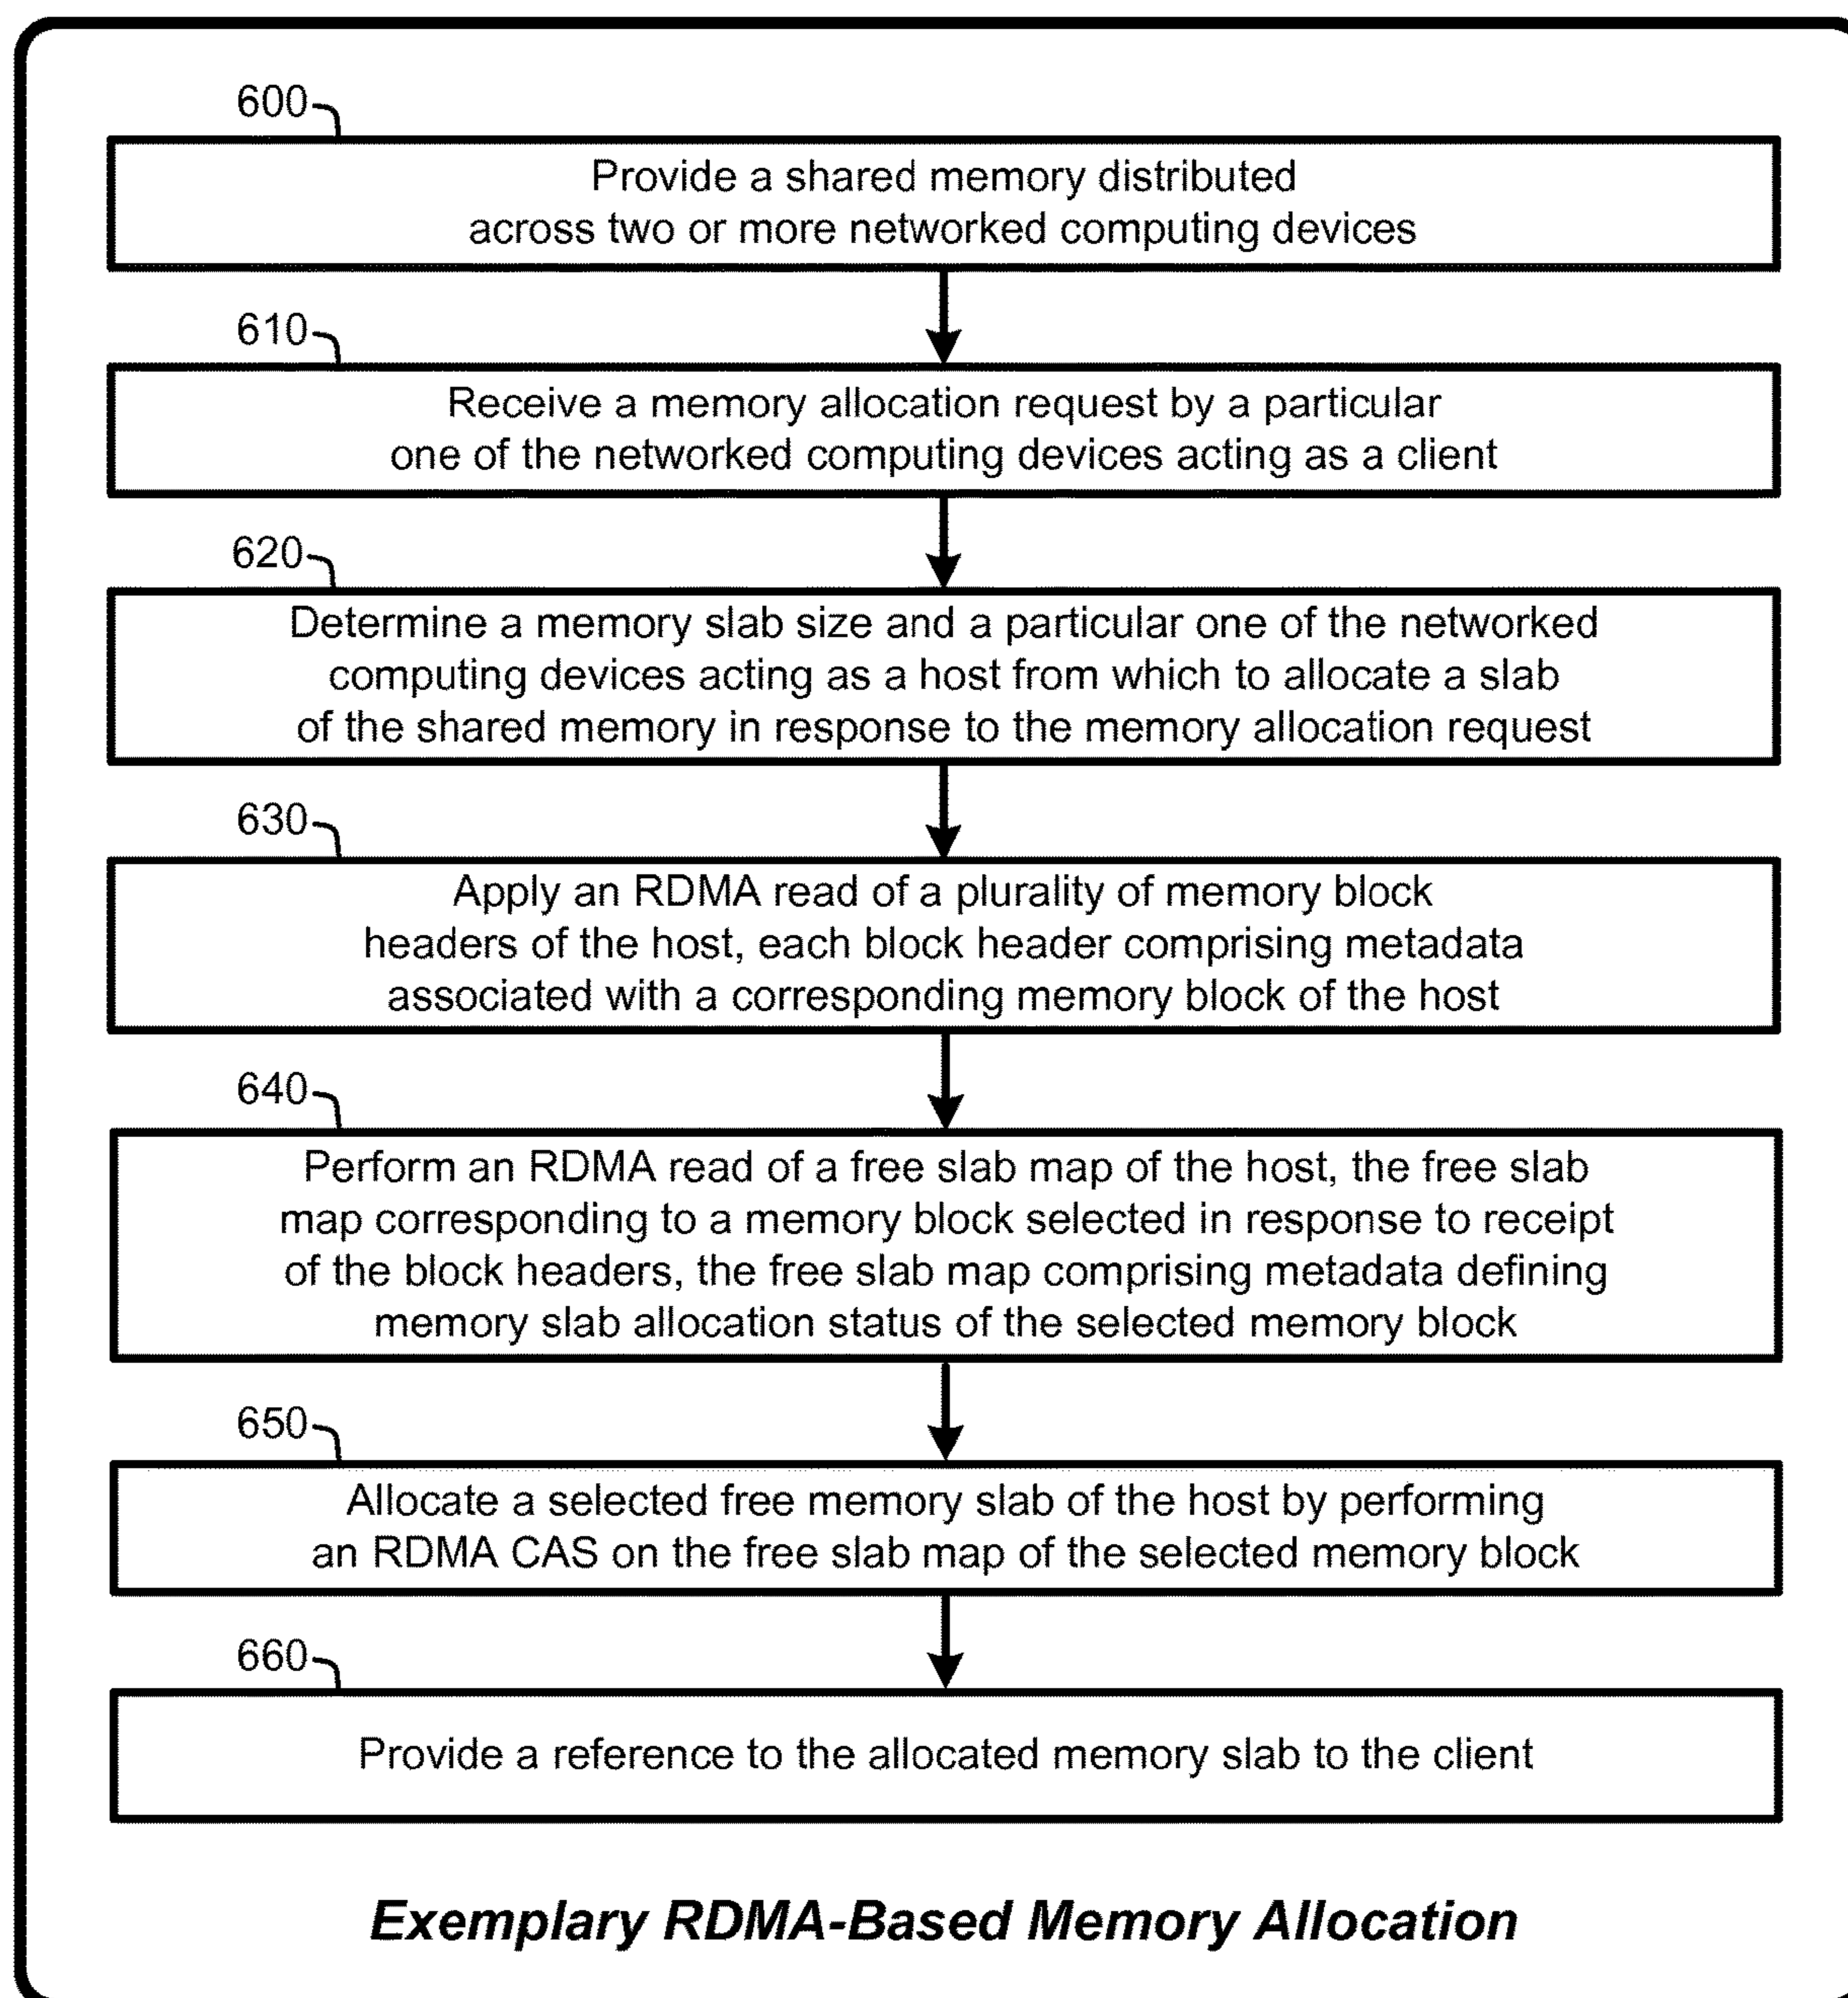 600
Provide a shared memory distributed
across two or more networked computing devices
610
Receive a memory allocation request by a particular
one of the networked computing devices acting as a client
620
Determine a memory slab size and a particular one of the networked
computing devices acting as a host from which to allocate a slab
of the shared memory in response to the memory allocation request
630
Apply an RDMA read of a plurality of memory block
headers of the host, each block header comprising metadata
associated with a corresponding memory block of the host
640
Perform an RDMA read of a free slab map of the host, the free slab
map corresponding to a memory block selected in response to receipt
of the block headers, the free slab map comprising metadata defining
memory slab allocation status of the selected memory block
650
Allocate a selected free memory slab of the host by performing
an RDMA CAS on the free slab map of the selected memory block
660
Provide a reference to the allocated memory slab to the client
Exemplary RDMA-Based Memory Allocation